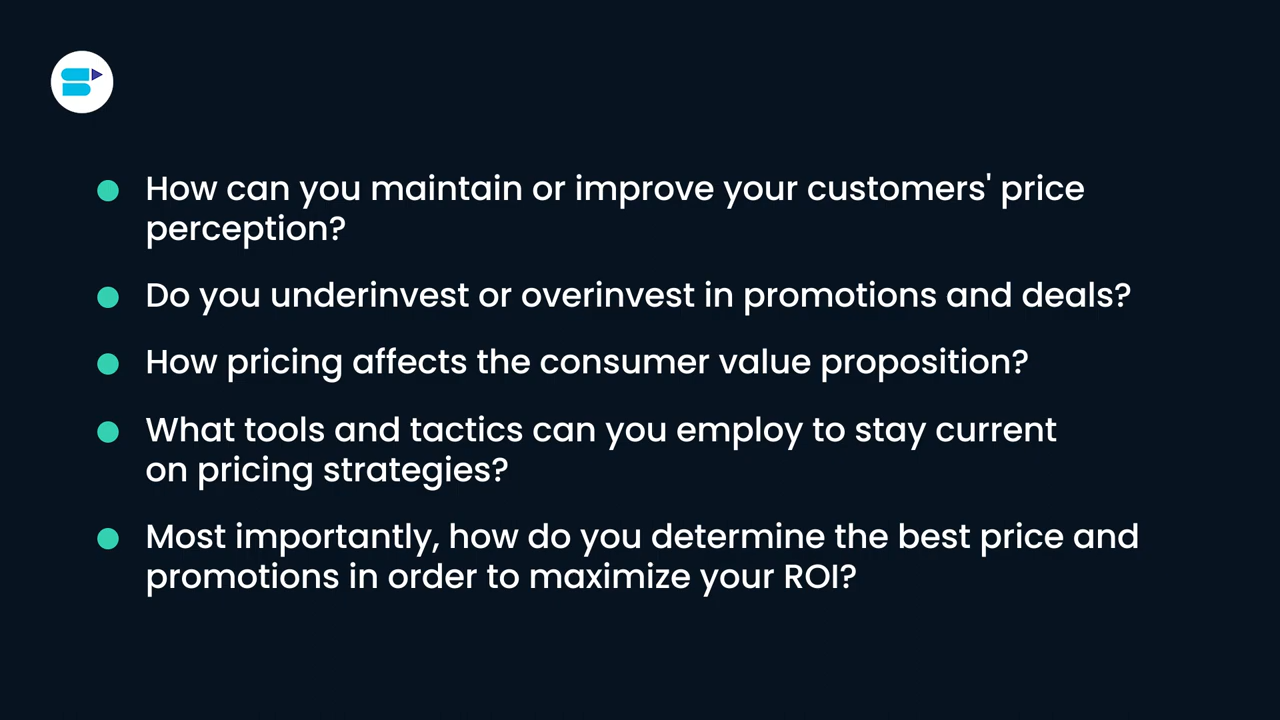 How can you maintain or improve your customers' price
perception?
Do you underinvest or overinvest in promotions and deals?
How pricing affects the consumer value proposition?
What tools and tactics can you employ to stay current
on pricing strategies?
Most importantly, how do you determine the best price and
promotions in order to maximize your ROI?